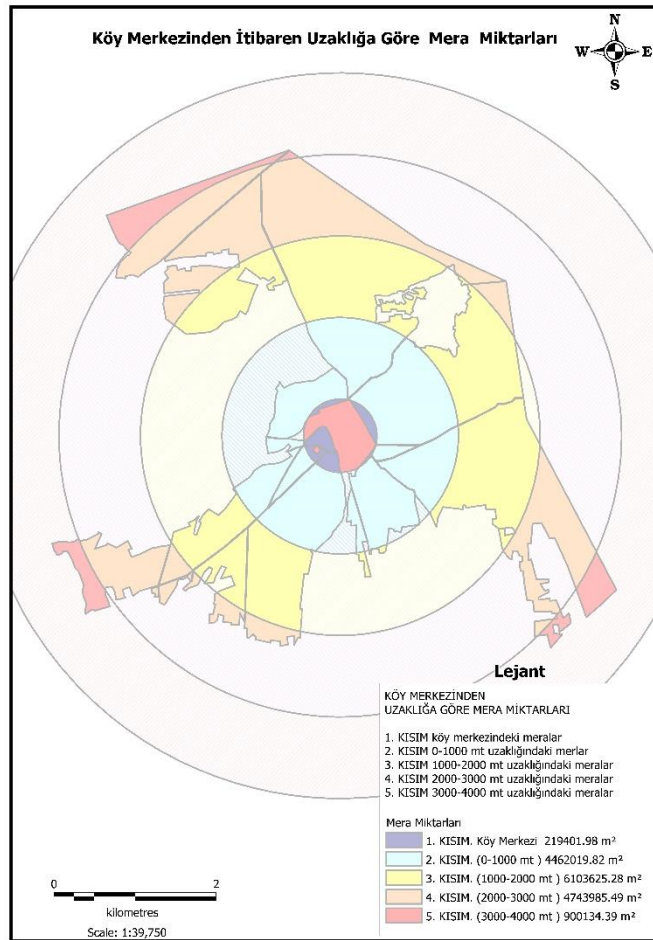 Köy Merkezinden İtibaren Uzaklığa Göre Mera Miktarları
N
W E
S
Lejant
KÖY MERKEZİNDEN
UZAKLIĞA GÖRE MERA MİKTARLARI
1. KISIM köy merkezindeki meralar
2. KISIM 0-1000 mt uzaklığındaki merlar
3. KISIM 1000-2000 mt uzaklığındaki meralar
4. KISIM 2000-3000 mt uzaklığındaki meralar
5. KISIM 3000-4000 mt uzaklığındaki meralar
Mera Miktarları
1. KISIM. Köy Merkezi 219401.98 m²
2. KISIM. (0-1000 mt ) 4462019.82 m²
3. KISIM. (1000-2000 mt ) 6103625.28 m²
4. KISIM. (2000-3000 mt ) 4743985.49 m²
5. KISIM. (3000-4000 mt ) 900134.39 m²
0 2
kilometres
Scale: 1:39,750